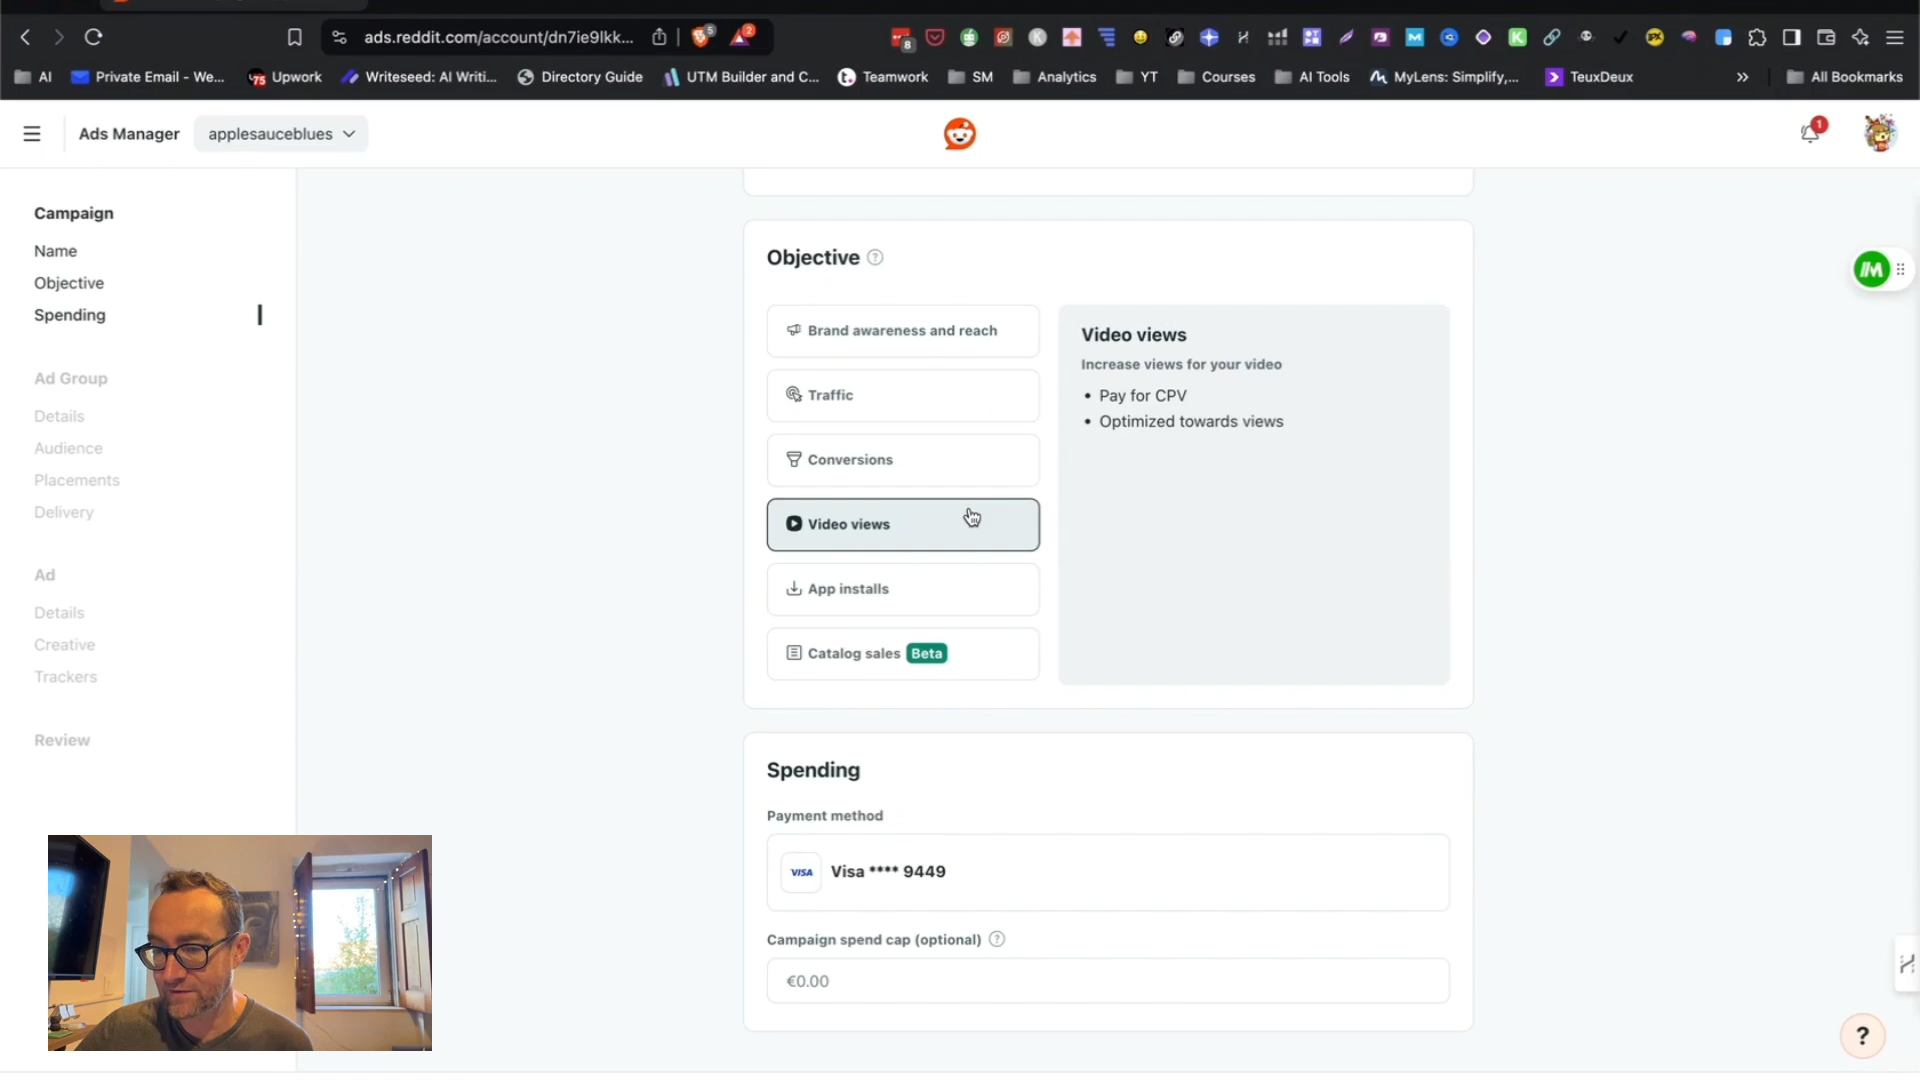 ads.reddit.com/account/dn7ie9lkk...
5
2
8
AI
Private Email - We...
Upwork
Writeseed: AI Writi...
Directory Guide
UTM Builder and C...
Teamwork
SM
Analytics
YT
Courses
AI Tools
MyLens: Simplify,...
TeuxDeux
»
All Bookmarks
Ads Manager
applesauceblues
1
Campaign
Name
Objective
Spending
Ad Group
Details
Audience
Placements
Delivery
Ad
Details
Creative
Trackers
Review
Objective
Brand awareness and reach
Traffic
Conversions
Video views
App installs
Catalog sales Beta
Video views
Increase views for your video
• Pay for CPV
• Optimized towards views
Spending
Payment method
VISA Visa **** 9449
Campaign spend cap (optional)
€0.00
?